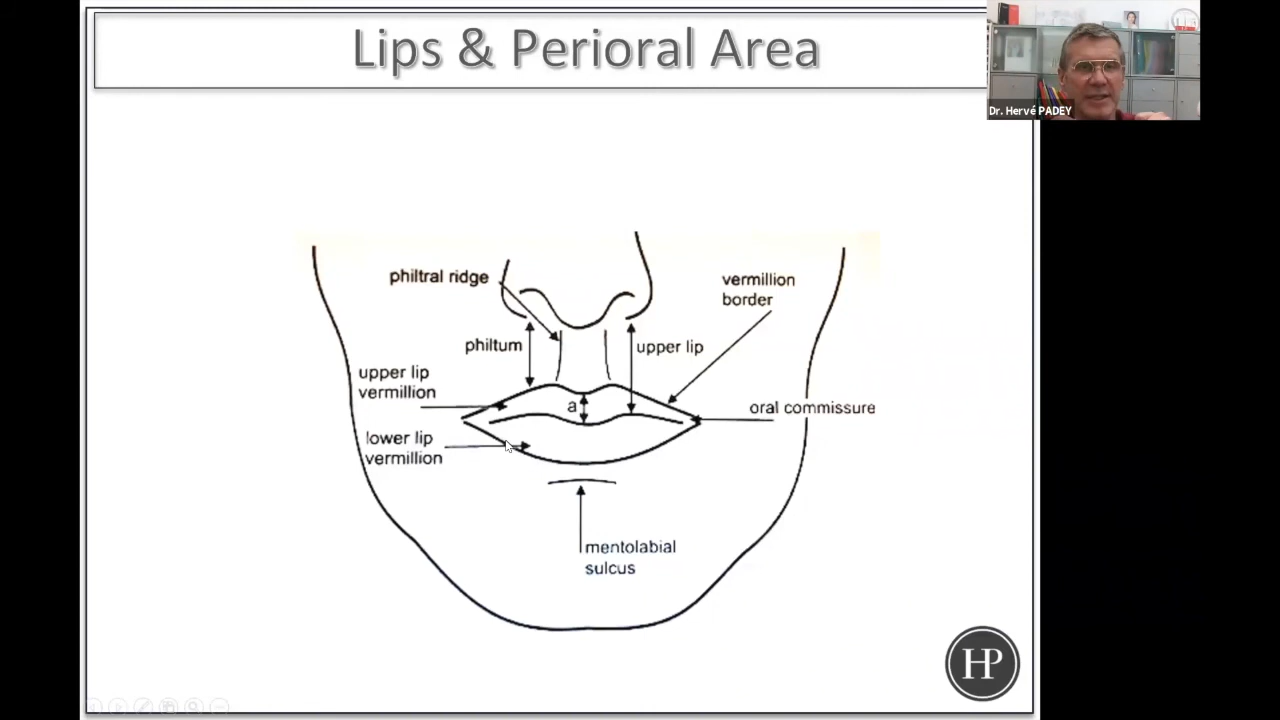 Lips & Perioral Area
Dr. Hervé PADEY
philtral ridge
vermillion
border
philtum
upper lip
upper lip
vermillion
a
oral commissure
lower lip
vermillion
mentolabial
sulcus
HP